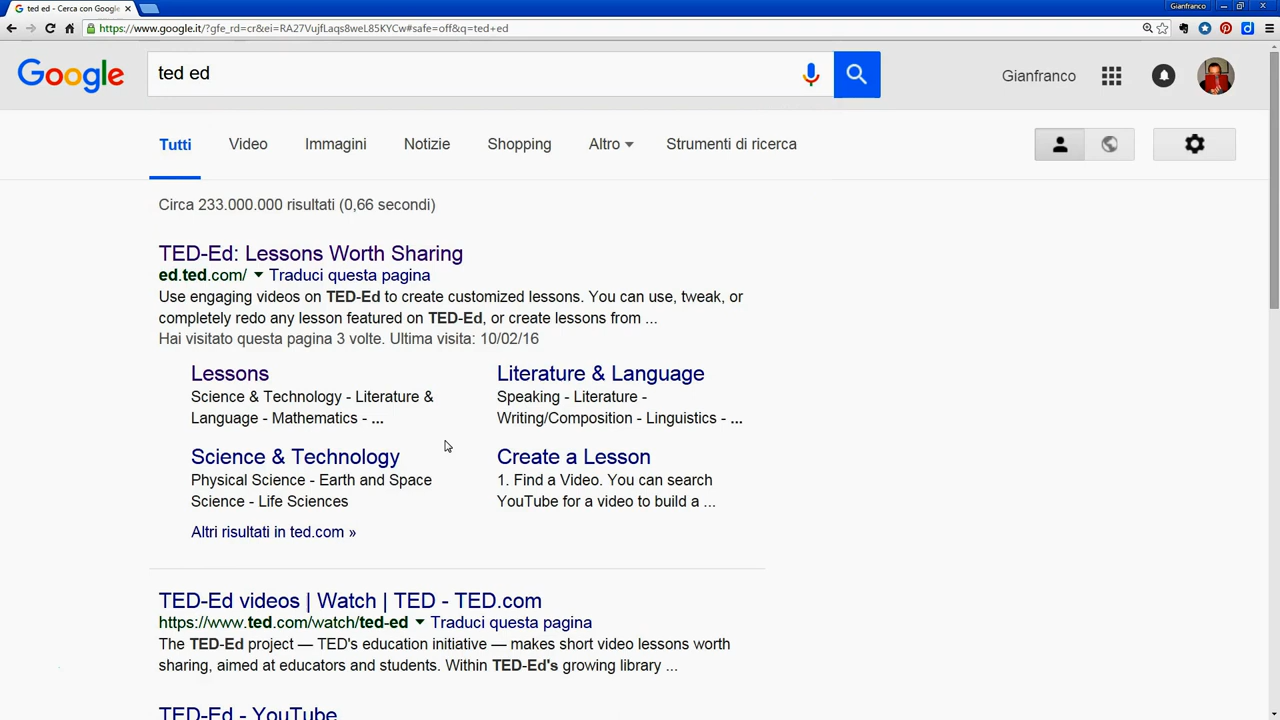 ted ed - Cerca con Google
Gianfranco
https://www.google.it/?gfe_rd=cr&ei=RA27VujfLaqs8weL85KYCw#safe=off&q=ted+ed
Google
ted ed
Gianfranco
Tutti Video Immagini Notizie Shopping Altro Strumenti di ricerca
Circa 233.000.000 risultati (0,66 secondi)
TED-Ed: Lessons Worth Sharing
ed.ted.com/ Traduci questa pagina
Use engaging videos on TED-Ed to create customized lessons. You can use, tweak, or
completely redo any lesson featured on TED-Ed, or create lessons from ...
Hai visitato questa pagina 3 volte. Ultima visita: 10/02/16
Lessons
Science & Technology - Literature &
Language - Mathematics - ...
Literature & Language
Speaking - Literature -
Writing/Composition - Linguistics - ...
Science & Technology
Physical Science - Earth and Space
Science - Life Sciences
Create a Lesson
1. Find a Video. You can search
YouTube for a video to build a ...
Altri risultati in ted.com »
TED-Ed videos | Watch | TED - TED.com
https://www.ted.com/watch/ted-ed Traduci questa pagina
The TED-Ed project — TED's education initiative — makes short video lessons worth
sharing, aimed at educators and students. Within TED-Ed's growing library ...
TED-Ed - YouTube